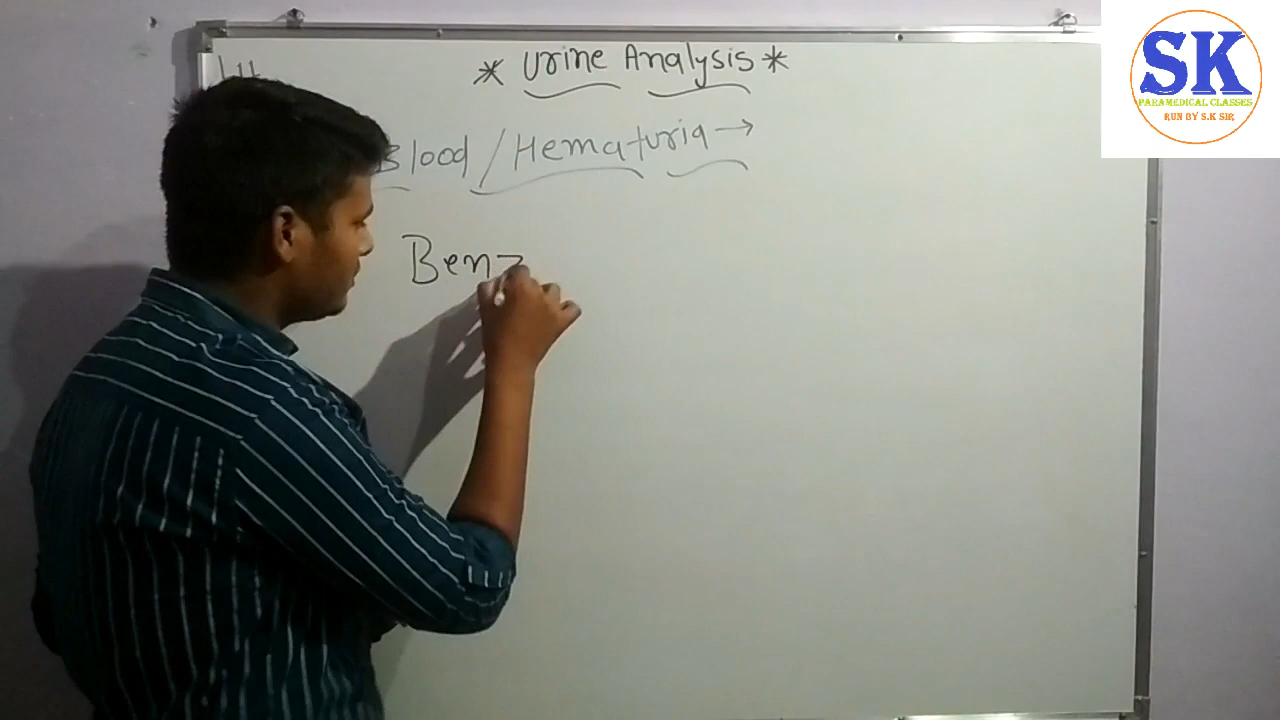 * Urine Analysis *
Blood / Hematuria →
Benz
SK
PARAMEDICAL CLASSES
RUN BY S.K SIR